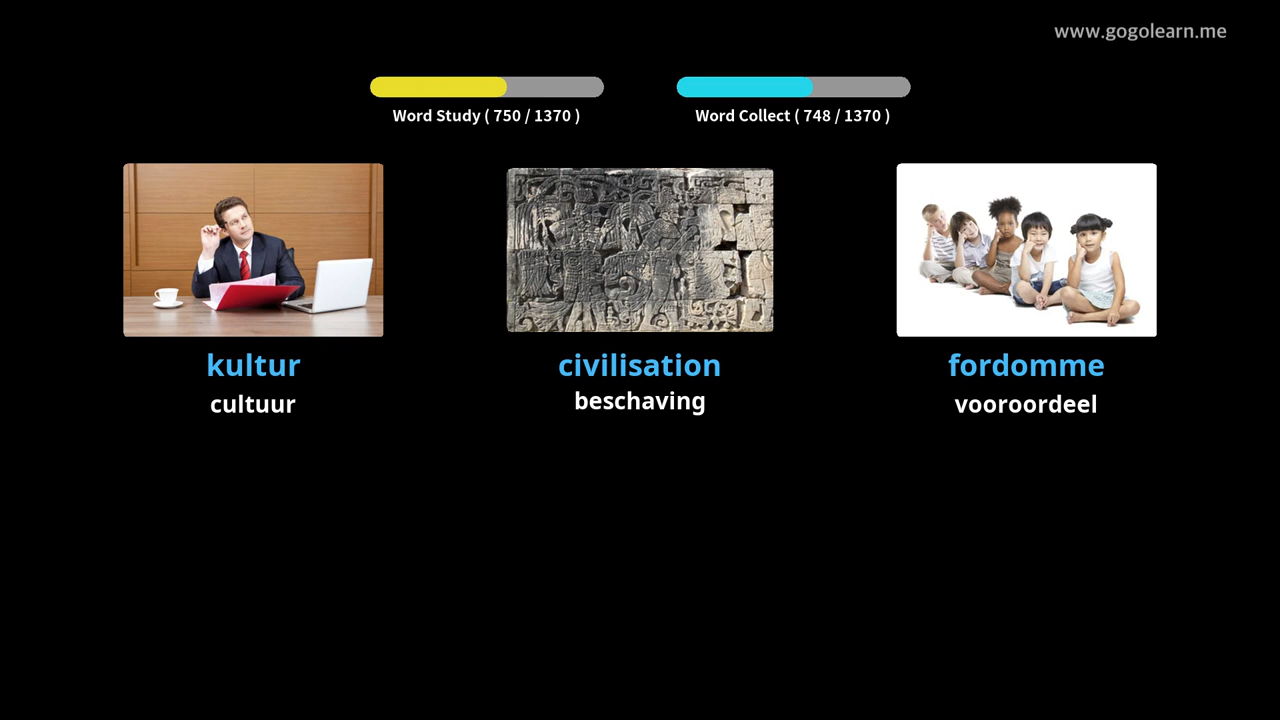 www.gogolearn.me
Word Study ( 750 / 1370 )
Word Collect ( 748 / 1370 )
kultur
cultuur
civilisation
beschaving
fordomme
vooroordeel